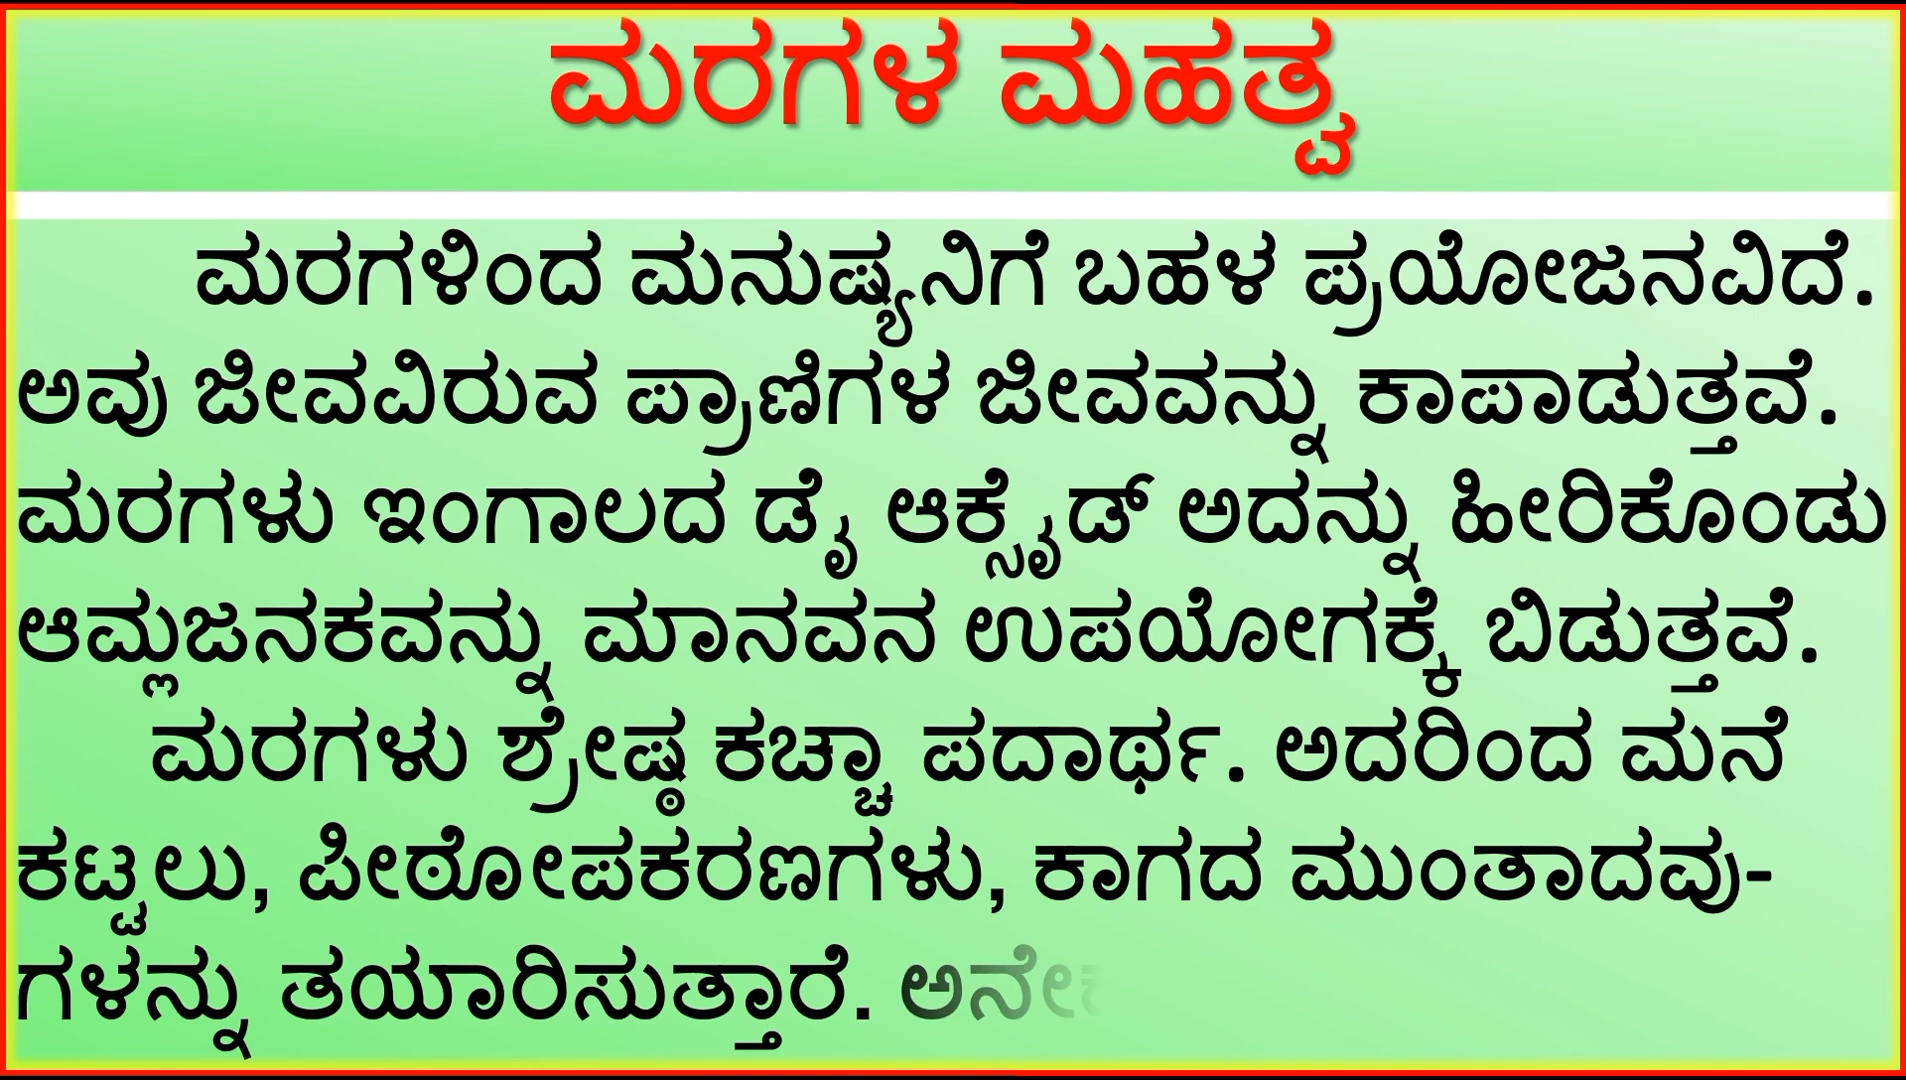 ಮರಗಳ ಮಹತ್ವ
ಮರಗಳಿಂದ ಮನುಷ್ಯನಿಗೆ ಬಹಳ ಪ್ರಯೋಜನವಿದೆ.
ಅವು ಜೀವವಿರುವ ಪ್ರಾಣಿಗಳ ಜೀವವನ್ನು ಕಾಪಾಡುತ್ತವೆ.
ಮರಗಳು ಇಂಗಾಲದ ಡೈ ಆಕ್ಸೈಡ್ ಅದನ್ನು ಹೀರಿಕೊಂಡು
ಆಮ್ಲಜನಕವನ್ನು ಮಾನವನ ಉಪಯೋಗಕ್ಕೆ ಬಿಡುತ್ತವೆ.
ಮರಗಳು ಶ್ರೇಷ್ಠ ಕಚ್ಚಾ ಪದಾರ್ಥ. ಅದರಿಂದ ಮನೆ
ಕಟ್ಟಲು, ಪೀಠೋಪಕರಣಗಳು, ಕಾಗದ ಮುಂತಾದವು-
ಗಳನ್ನು ತಯಾರಿಸುತ್ತಾರೆ.